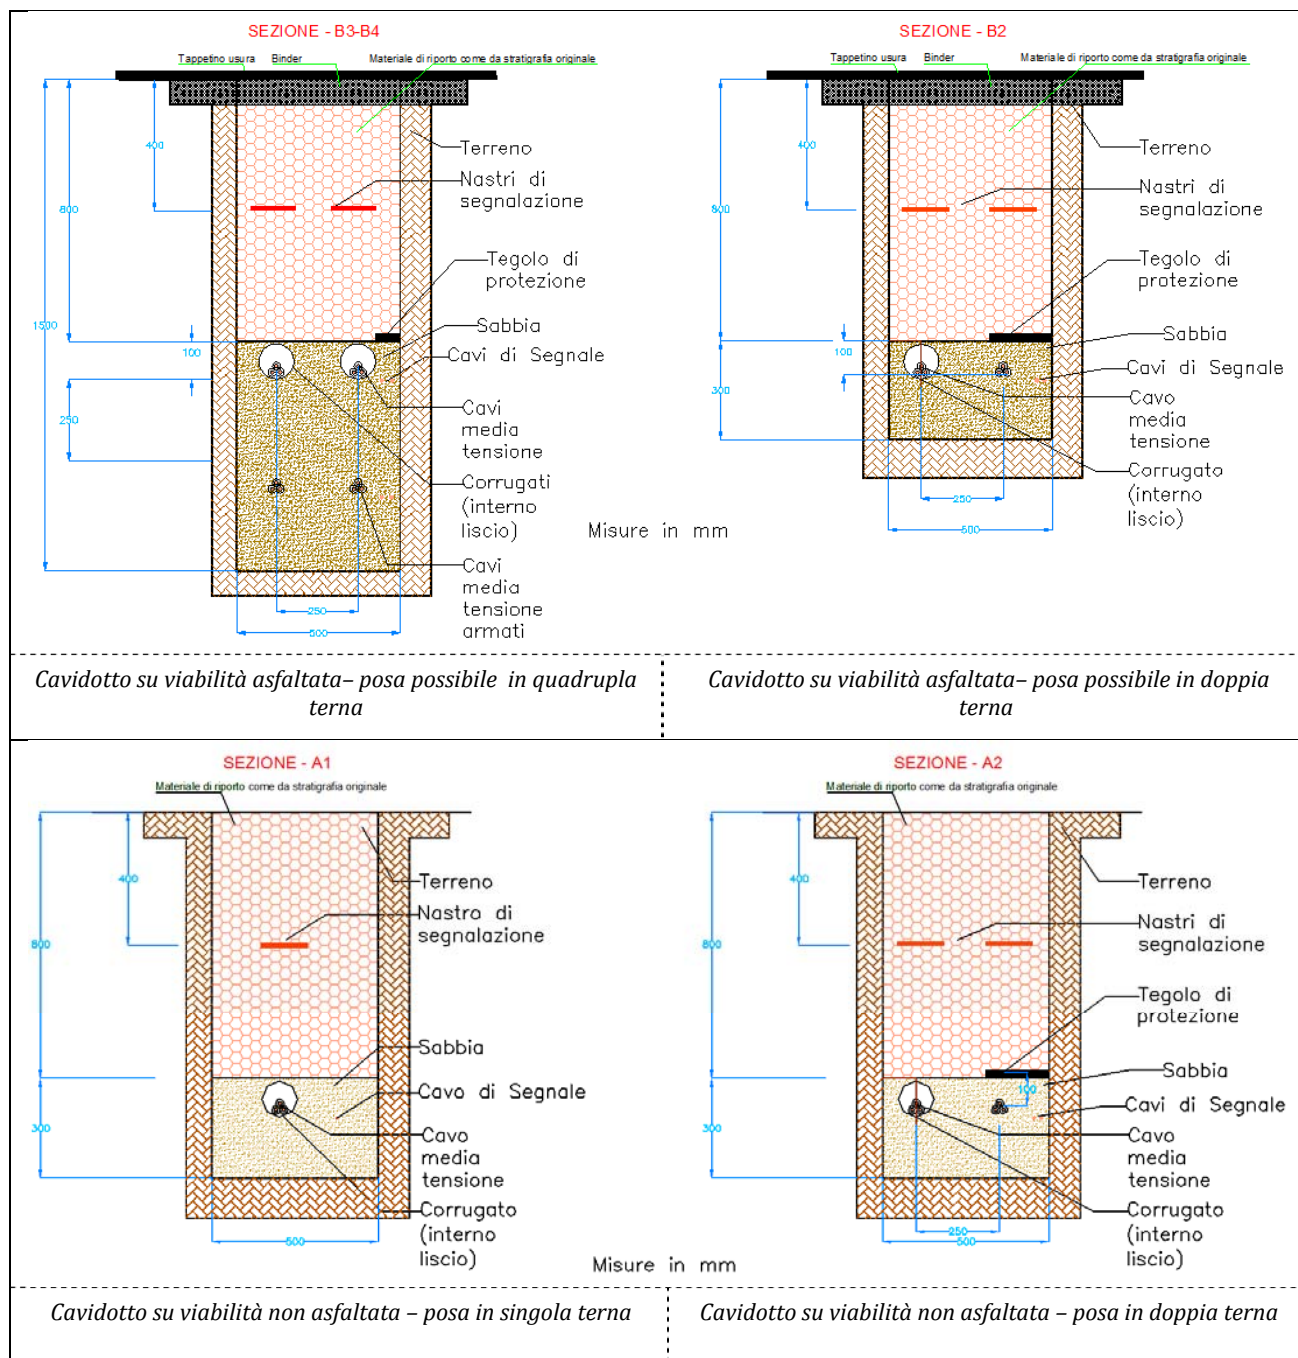 SEZIONE - B3-B4
Tappetino usura Binder Materiale di riporto come da stratigrafia originale
400
800
1500
100
250
250
500
Terreno
Nastri di
segnalazione
Tegolo di
protezione
Sabbia
Cavi di Segnale
Cavi
media
tensione
Corrugati
(interno
liscio)
Cavi
media
tensione
armati
Misure in mm
SEZIONE - B2
Tappetino usura Binder Materiale di riporto come da stratigrafia originale
400
800
100
300
250
500
Terreno
Nastri di
segnalazione
Tegolo di
protezione
Sabbia
Cavi di Segnale
Cavo
media
tensione
Corrugato
(interno
liscio)
Cavidotto su viabilità asfaltata– posa possibile in quadrupla
terna
Cavidotto su viabilità asfaltata– posa possibile in doppia
terna
SEZIONE - A1
Materiale di riporto come da stratigrafia originale
400
800
300
500
Terreno
Nastro di
segnalazione
Sabbia
Cavo di Segnale
Cavo
media
tensione
Corrugato
(interno
liscio)
Misure in mm
SEZIONE - A2
Materiale di riporto come da stratigrafia originale
400
800
100
300
250
500
Terreno
Nastri di
segnalazione
Tegolo di
protezione
Sabbia
Cavi di Segnale
Cavo
media
tensione
Corrugato
(interno
liscio)
Cavidotto su viabilità non asfaltata – posa in singola terna
Cavidotto su viabilità non asfaltata – posa in doppia terna